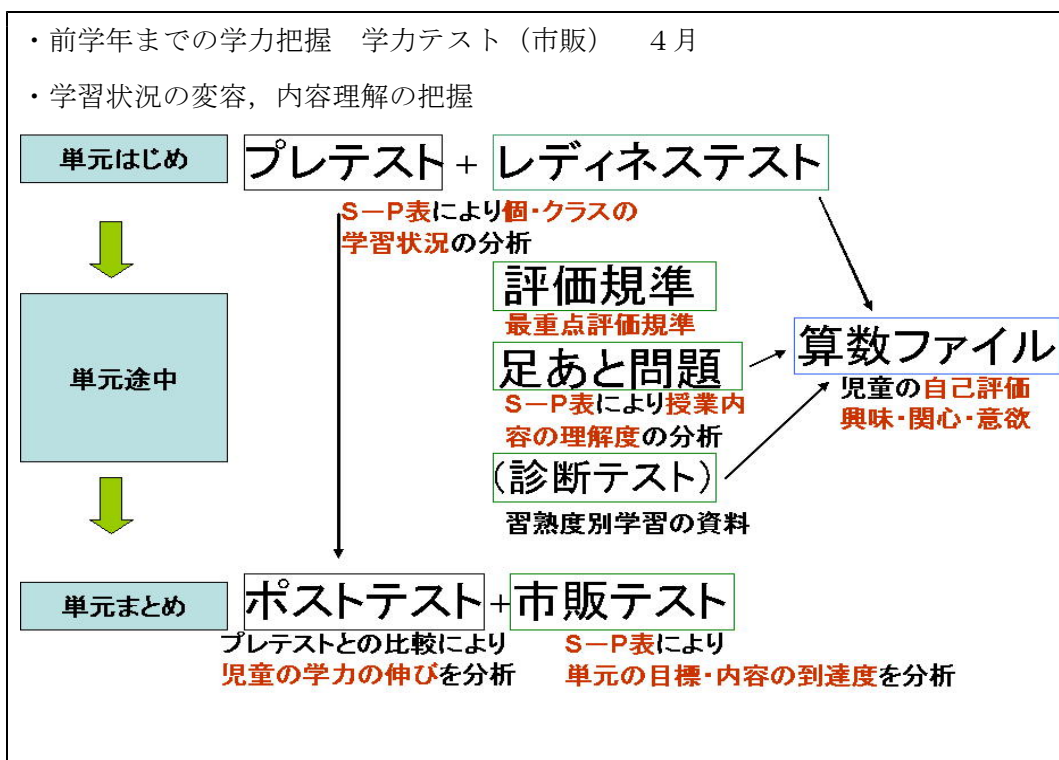 ・前学年までの学力把握　学力テスト（市販）　４月
・学習状況の変容，内容理解の把握
単元はじめ
プレテスト + レディネステスト
S－P表により個・クラスの
学習状況の分析
評価規準
最重点評価規準
単元途中
足あと問題
S－P表により授業内
容の理解度の分析
算数ファイル
児童の自己評価
興味・関心・意欲
(診断テスト)
習熟度別学習の資料
単元まとめ
ポストテスト+市販テスト
プレテストとの比較により
児童の学力の伸びを分析
S－P表により
単元の目標・内容の到達度を分析